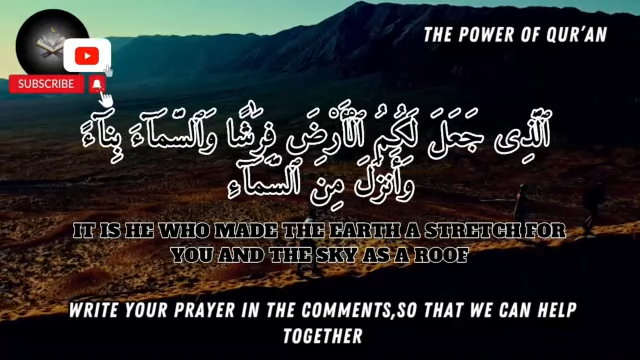 THE POWER OF QUR'AN
SUBSCRIBE
ٱلَّذِى جَعَلَ لَكُمُ ٱلْأَرْضَ فِرَٰشًا وَٱلسَّمَآءَ بِنَآءً
وَأَنزَلَ مِنَ ٱلسَّمَآءِ
IT IS HE WHO MADE THE EARTH A STRETCH FOR
YOU AND THE SKY AS A ROOF
WRITE YOUR PRAYER IN THE COMMENTS,SO THAT WE CAN HELP
TOGETHER